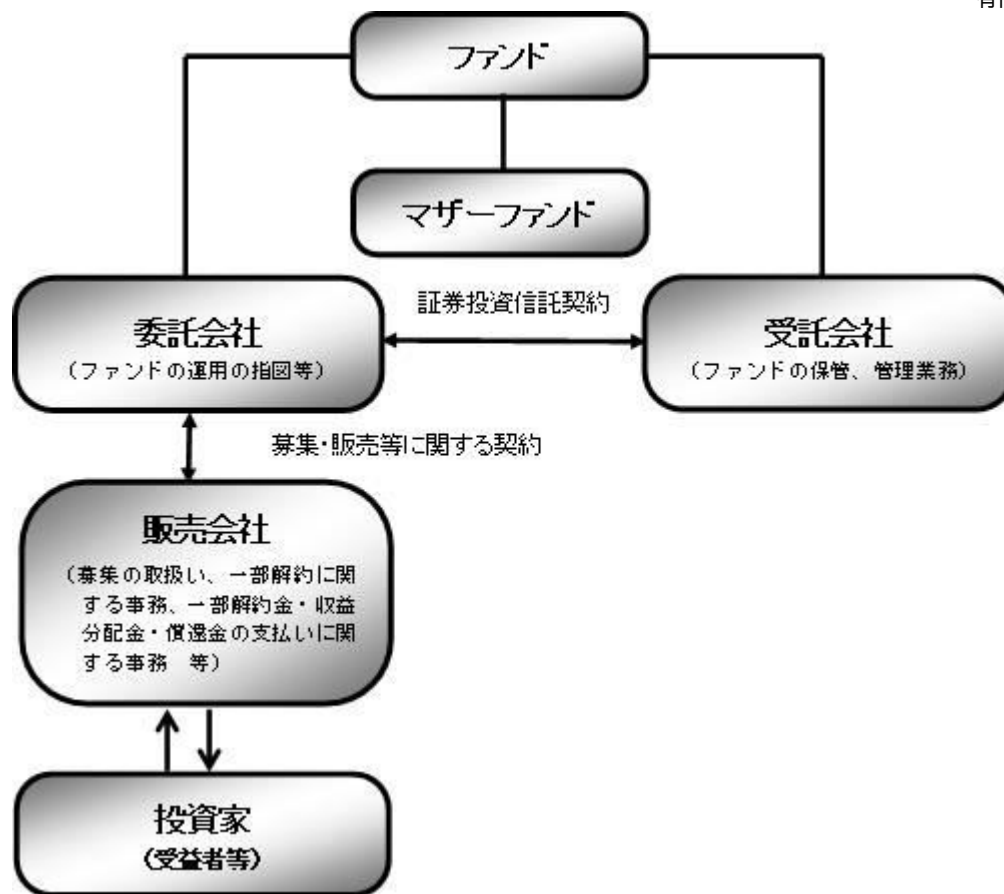 ファンド
マザーファンド
証券投資信託契約
委託会社
（ファンドの運用の指図等）
受託会社
（ファンドの保管、管理業務）
募集・販売等に関する契約
販売会社
（募集の取扱い、一部解約に関
する事務、一部解約金・収益
分配金・償還金の支払いに関
する事務　等）
投資家
（受益者等）